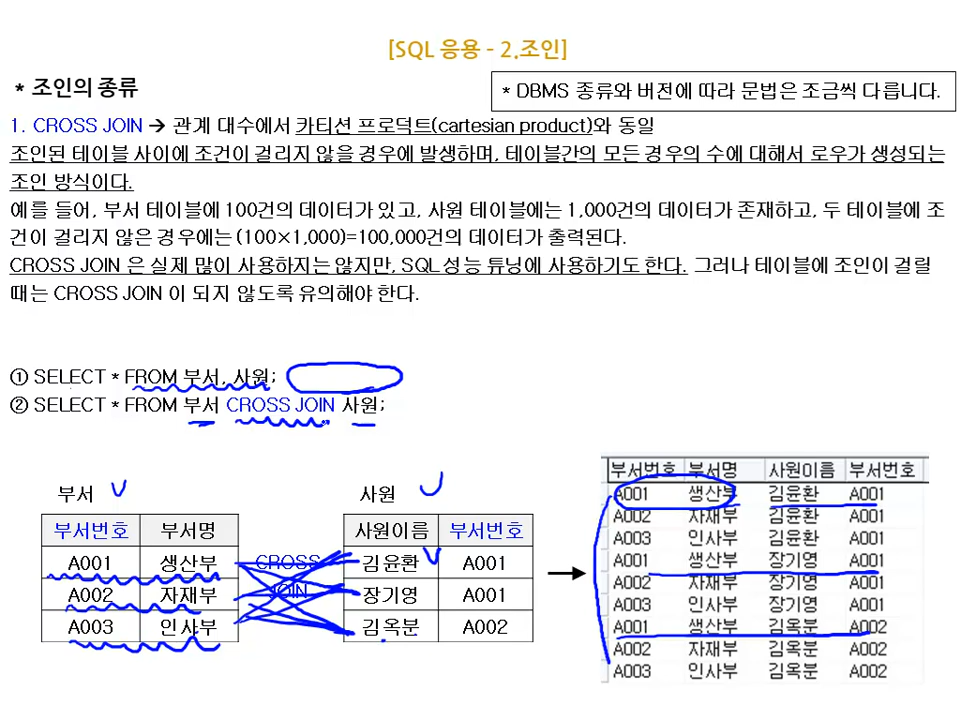 [SQL 응용 - 2.조인]
* 조인의 종류
* DBMS 종류와 버전에 따라 문법은 조금씩 다릅니다.
1. CROSS JOIN → 관계 대수에서 카티션 프로덕트(cartesian product)와 동일
조인된 테이블 사이에 조건이 걸리지 않을 경우에 발생하며, 테이블간의 모든 경우의 수에 대해서 로우가 생성되는
조인 방식이다.
예를 들어, 부서 테이블에 100건의 데이터가 있고, 사원 테이블에는 1,000건의 데이터가 존재하고, 두 테이블에 조
건이 걸리지 않은 경우에는 (100×1,000)=100,000건의 데이터가 출력된다.
CROSS JOIN 은 실제 많이 사용하지는 않지만, SQL 성능 튜닝에 사용하기도 한다. 그러나 테이블에 조인이 걸릴
때는 CROSS JOIN 이 되지 않도록 유의해야 한다.
① SELECT * FROM 부서, 사원;
② SELECT * FROM 부서 CROSS JOIN 사원;
부서
부서번호 부서명
A001 생산부
A002 자재부
A003 인사부
CROSS
JOIN
사원
사원이름 부서번호
김윤환 A001
장기영 A001
김옥분 A002
부서번호 부서명 사원이름 부서번호
A001 생산부 김윤환 A001
A002 자재부 김윤환 A001
A003 인사부 김윤환 A001
A001 생산부 장기영 A001
A002 자재부 장기영 A001
A003 인사부 장기영 A001
A001 생산부 김옥분 A002
A002 자재부 김옥분 A002
A003 인사부 김옥분 A002